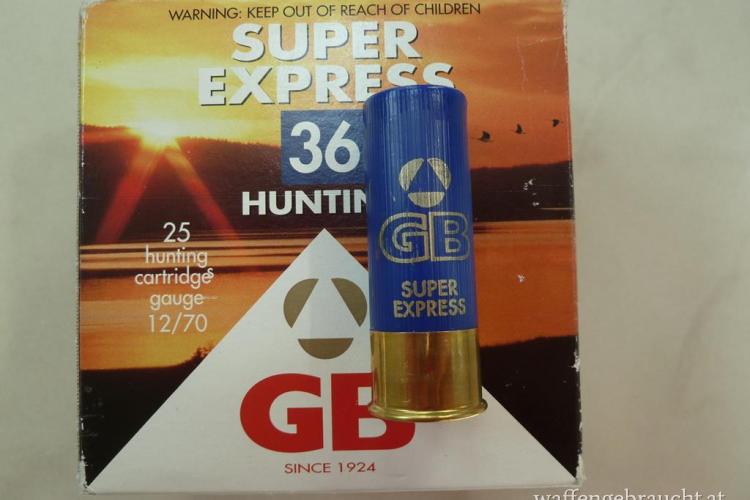 WARNING: KEEP OUT OF REACH OF CHILDREN
SUPER
EXPRESS
36
HUNTIN
25
hunting
cartridges
gauge
12/70
GB
SUPER
EXPRESS
GB
SINCE 1924
waffengebraucht.at